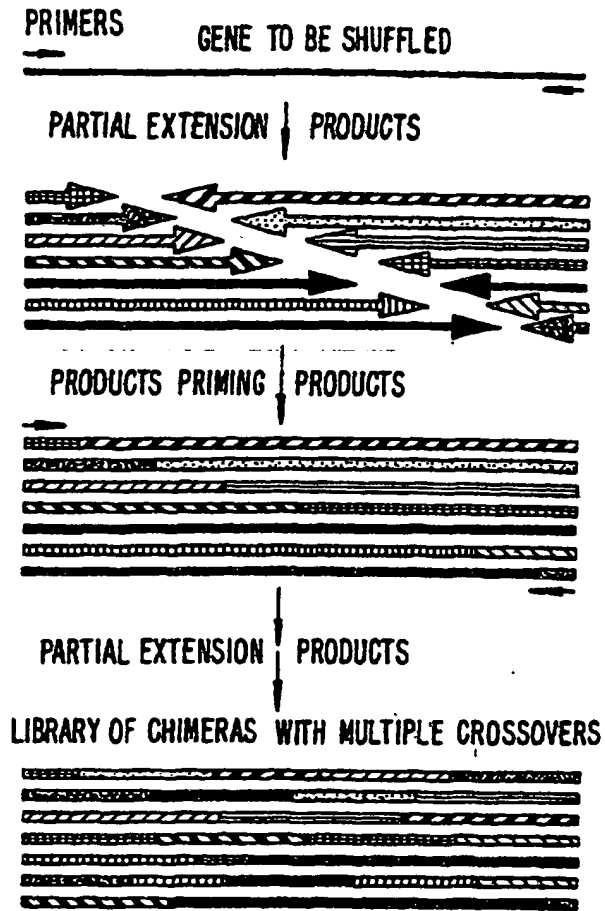 PRIMERS
GENE TO BE SHUFFLED
PARTIAL EXTENSION PRODUCTS
PRODUCTS PRIMING PRODUCTS
PARTIAL EXTENSION PRODUCTS
LIBRARY OF CHIMERAS WITH MULTIPLE CROSSOVERS